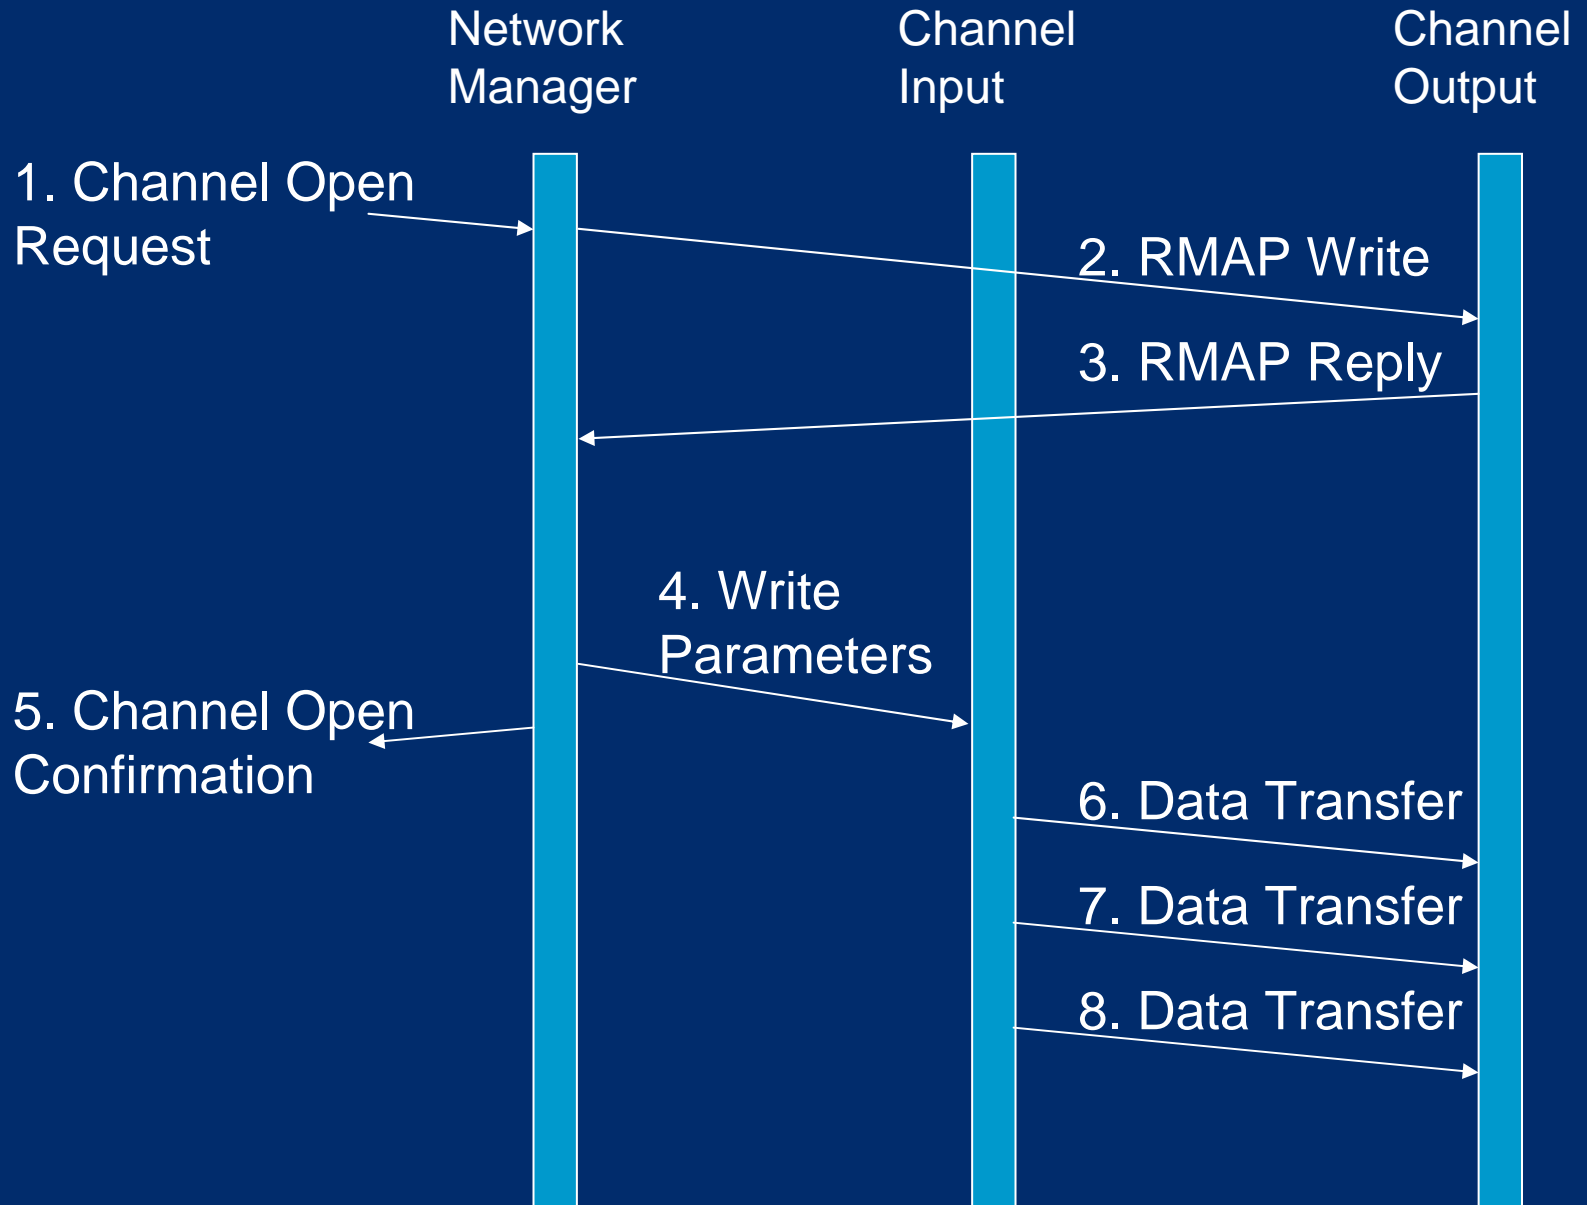 Network
Manager
Channel
Input
Channel
Output
1. Channel Open
Request
2. RMAP Write
3. RMAP Reply
4. Write
Parameters
5. Channel Open
Confirmation
6. Data Transfer
7. Data Transfer
8. Data Transfer